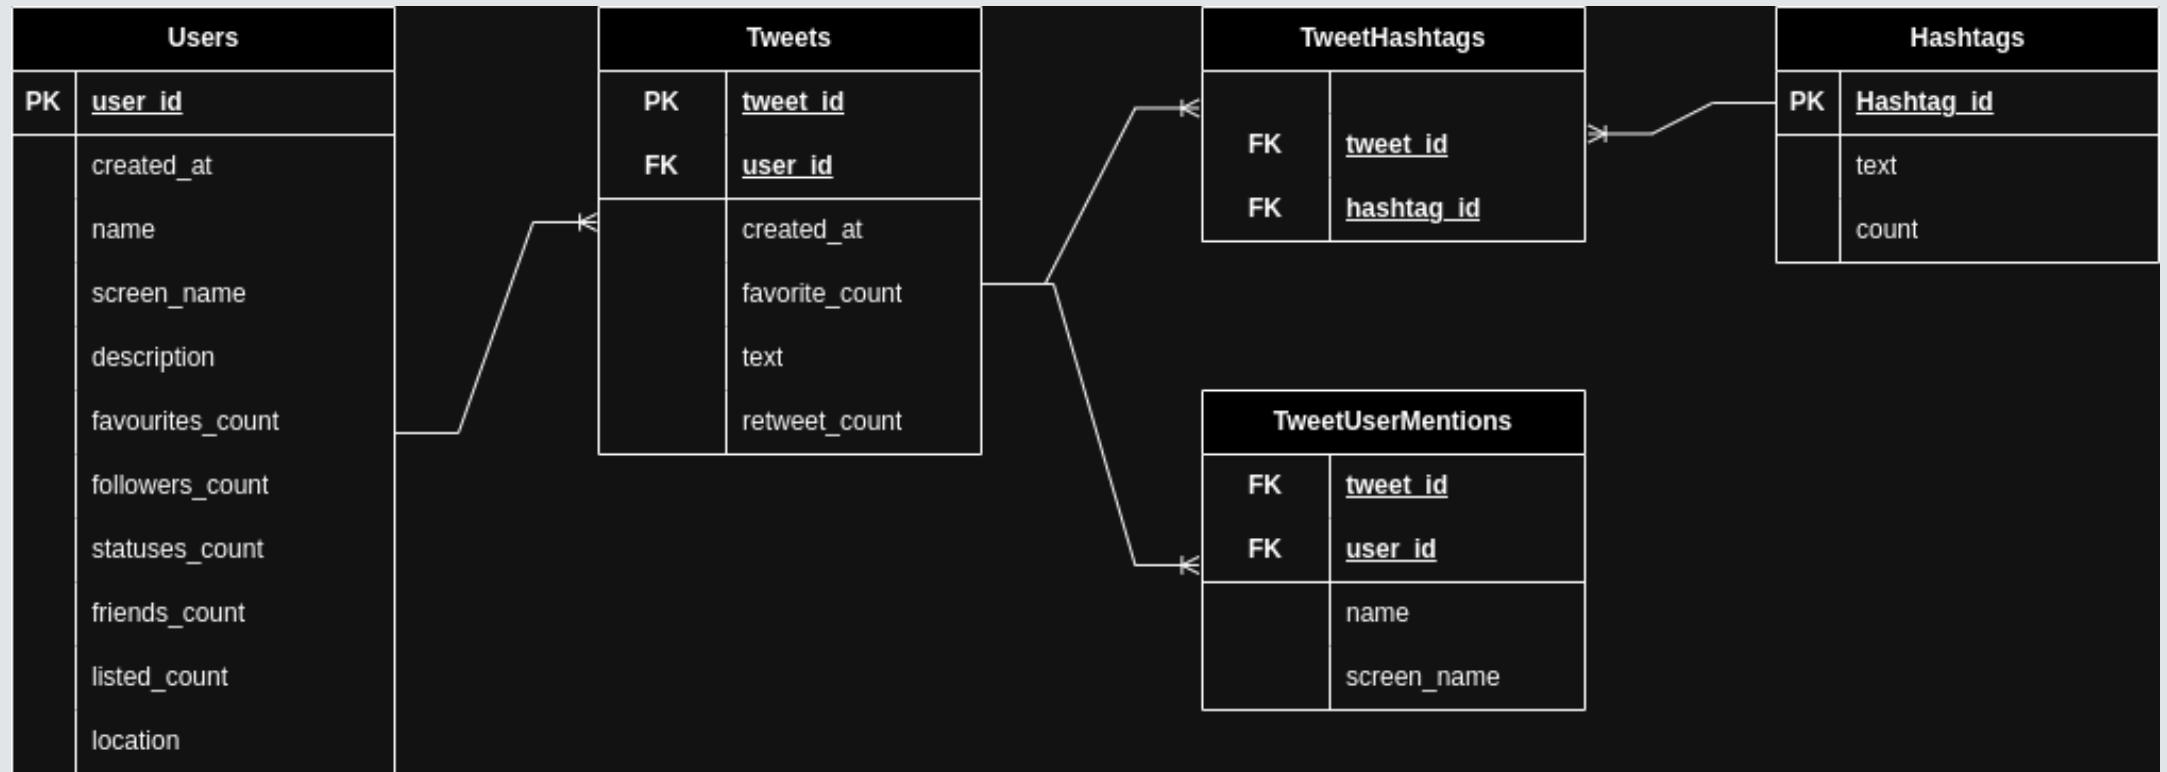 Users
PK user_id
created_at
name
screen_name
description
favourites_count
followers_count
statuses_count
friends_count
listed_count
location
Tweets
PK tweet_id
FK user_id
created_at
favorite_count
text
retweet_count
TweetHashtags
FK tweet_id
FK hashtag_id
TweetUserMentions
FK tweet_id
FK user_id
name
screen_name
Hashtags
PK Hashtag_id
text
count